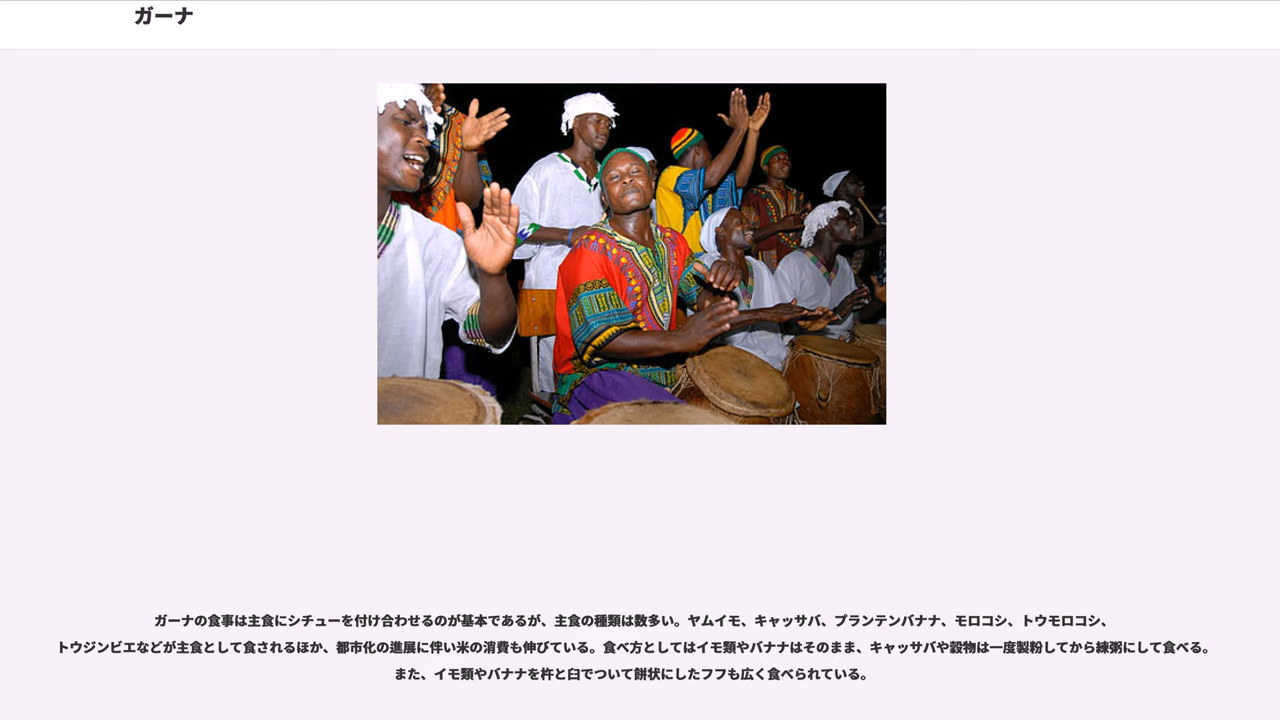 ガーナ
ガーナの食事は主食にシチューを付け合わせるのが基本であるが、主食の種類は数多い。ヤムイモ、キャッサバ、プランテンバナナ、モロコシ、トウモロコシ、
トウジンビエなどが主食として食されるほか、都市化の進展に伴い米の消費も伸びている。食べ方としてはイモ類やバナナはそのまま、キャッサバや穀物は一度製粉してから練粥にして食べる。
また、イモ類やバナナを杵と臼でついて餅状にしたフフも広く食べられている。